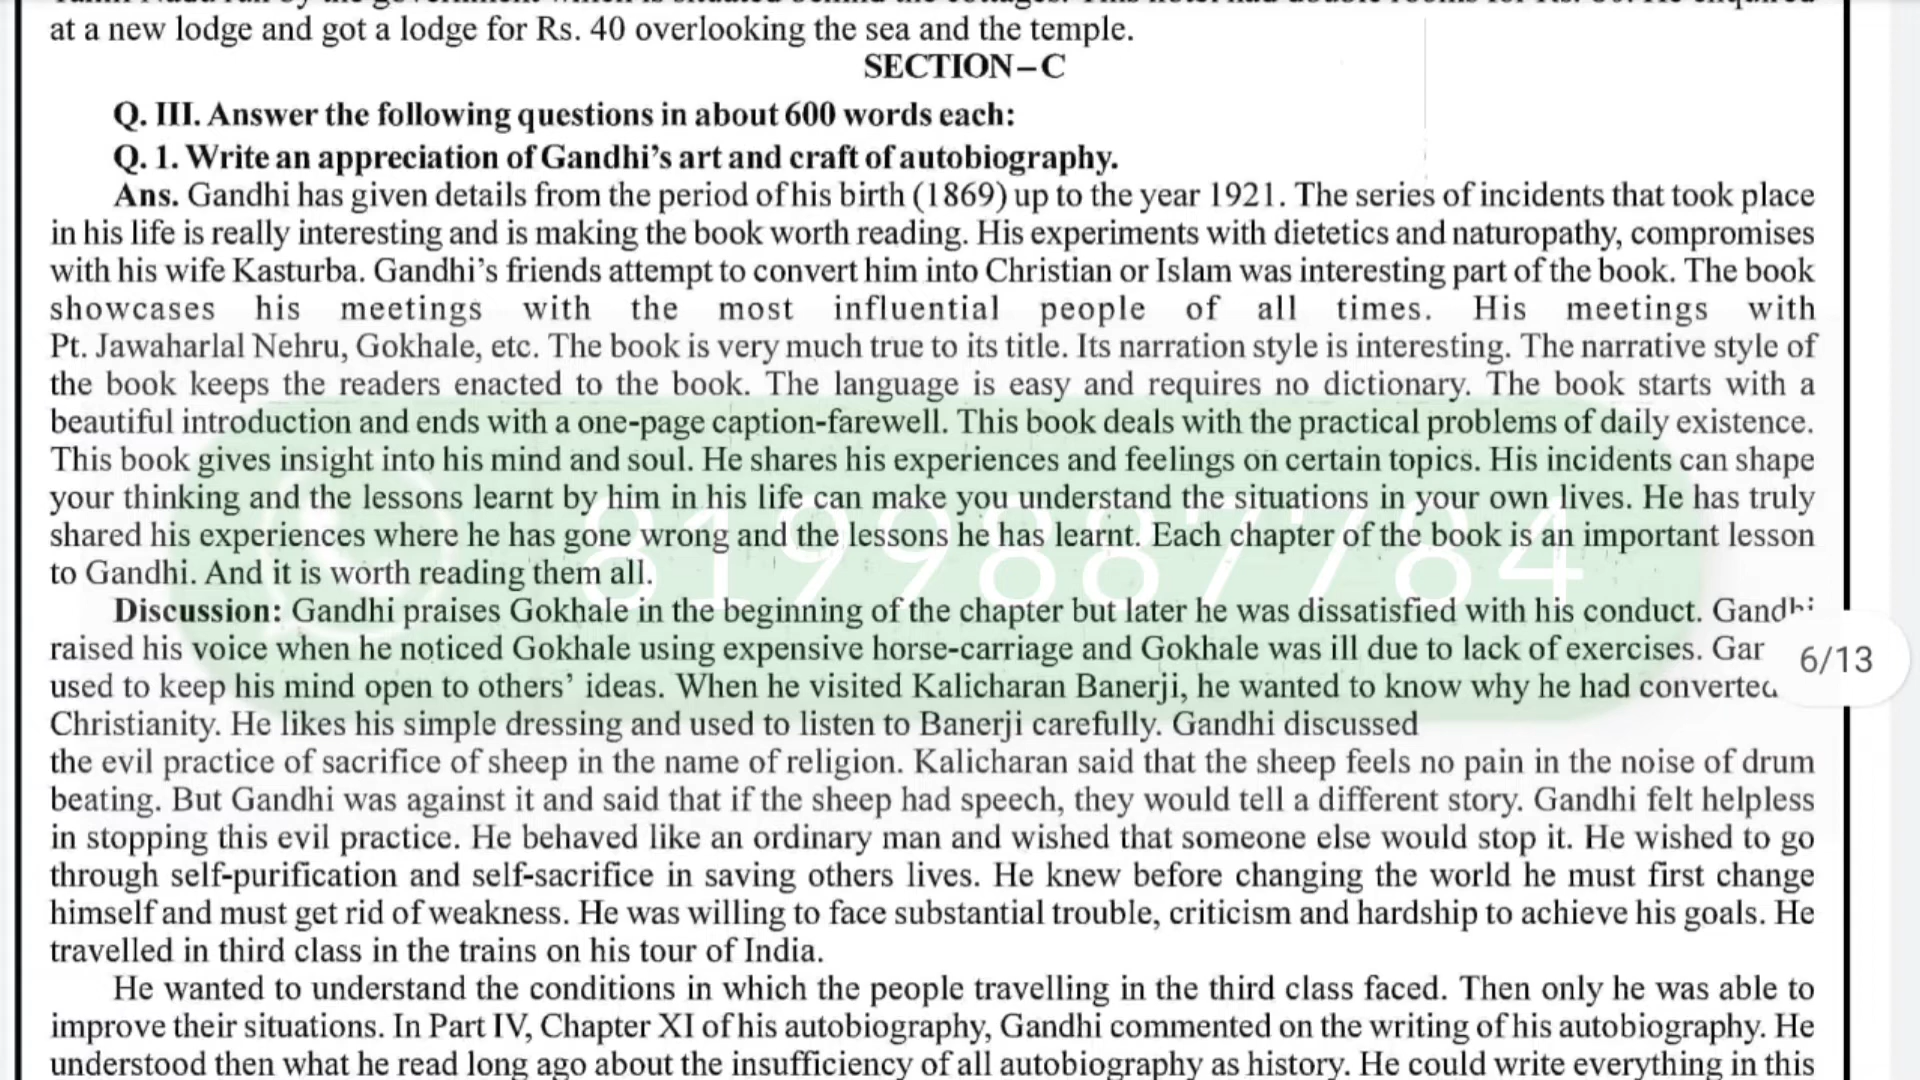 at a new lodge and got a lodge for Rs. 40 overlooking the sea and the temple.
SECTION–C
Q. III. Answer the following questions in about 600 words each:
Q. 1. Write an appreciation of Gandhi’s art and craft of autobiography.
Ans. Gandhi has given details from the period of his birth (1869) up to the year 1921. The series of incidents that took place
in his life is really interesting and is making the book worth reading. His experiments with dietetics and naturopathy, compromises
with his wife Kasturba. Gandhi’s friends attempt to convert him into Christian or Islam was interesting part of the book. The book
showcases his meetings with the most influential people of all times. His meetings with
Pt. Jawaharlal Nehru, Gokhale, etc. The book is very much true to its title. Its narration style is interesting. The narrative style of
the book keeps the readers enacted to the book. The language is easy and requires no dictionary. The book starts with a
beautiful introduction and ends with a one-page caption-farewell. This book deals with the practical problems of daily existence.
This book gives insight into his mind and soul. He shares his experiences and feelings on certain topics. His incidents can shape
your thinking and the lessons learnt by him in his life can make you understand the situations in your own lives. He has truly
shared his experiences where he has gone wrong and the lessons he has learnt. Each chapter of the book is an important lesson
to Gandhi. And it is worth reading them all.
8199887784
Discussion: Gandhi praises Gokhale in the beginning of the chapter but later he was dissatisfied with his conduct. Gandhi
raised his voice when he noticed Gokhale using expensive horse-carriage and Gokhale was ill due to lack of exercises. Gan
6/13
used to keep his mind open to others’ ideas. When he visited Kalicharan Banerji, he wanted to know why he had converted
Christianity. He likes his simple dressing and used to listen to Banerji carefully. Gandhi discussed
the evil practice of sacrifice of sheep in the name of religion. Kalicharan said that the sheep feels no pain in the noise of drum
beating. But Gandhi was against it and said that if the sheep had speech, they would tell a different story. Gandhi felt helpless
in stopping this evil practice. He behaved like an ordinary man and wished that someone else would stop it. He wished to go
through self-purification and self-sacrifice in saving others lives. He knew before changing the world he must first change
himself and must get rid of weakness. He was willing to face substantial trouble, criticism and hardship to achieve his goals. He
travelled in third class in the trains on his tour of India.
He wanted to understand the conditions in which the people travelling in the third class faced. Then only he was able to
improve their situations. In Part IV, Chapter XI of his autobiography, Gandhi commented on the writing of his autobiography. He
understood then what he read long ago about the insufficiency of all autobiography as history. He could write everything in this